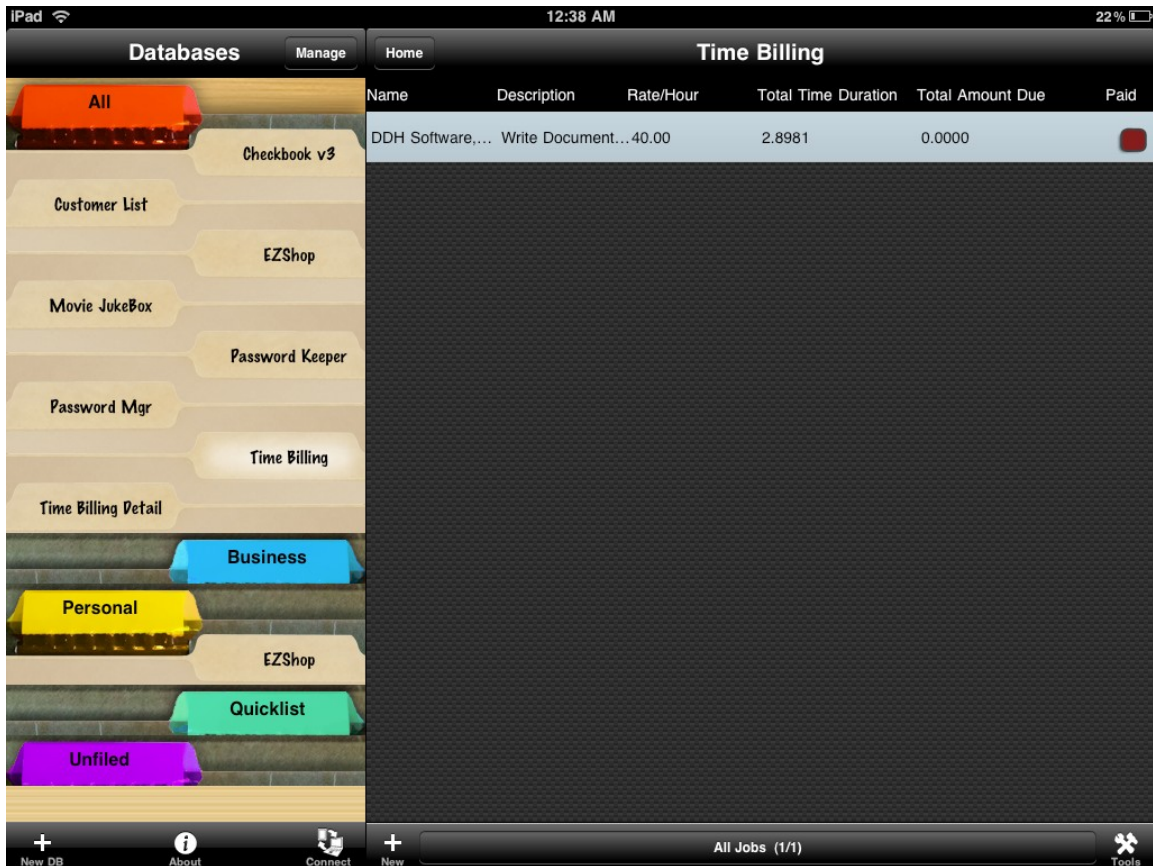 iPad 12:38 AM 22%
Databases Manage
Home Time Billing
All
Checkbook v3
Customer List
EZShop
Movie JukeBox
Password Keeper
Password Mgr
Time Billing
Time Billing Detail
Business
Personal
EZShop
Quicklist
Unfiled
New DB About Connect
Name Description Rate/Hour Total Time Duration Total Amount Due Paid
DDH Software,... Write Document... 40.00 2.8981 0.0000
New All Jobs (1/1) Tools